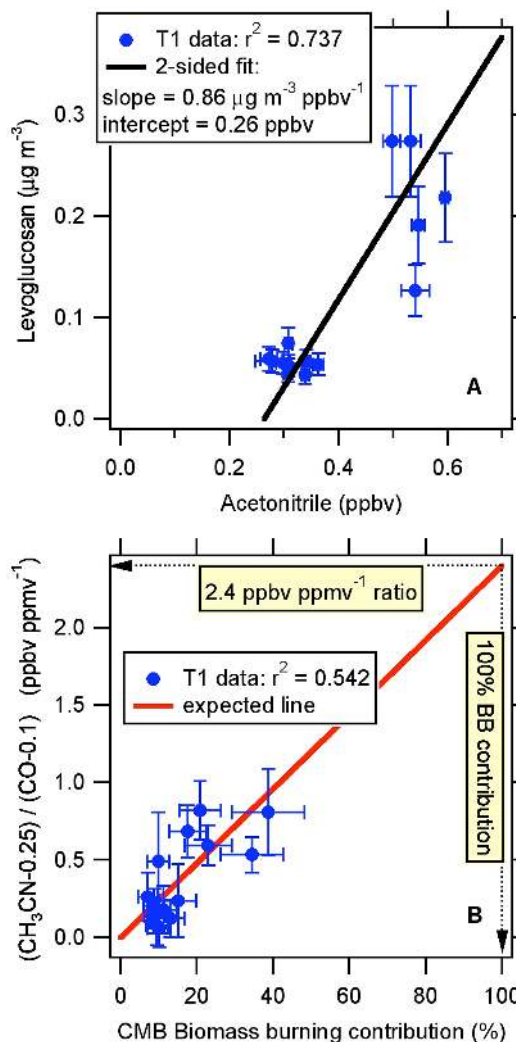 T1 data: r² = 0.737
2-sided fit:
slope = 0.86 µg m⁻³ ppbv⁻¹
intercept = 0.26 ppbv
0.3
0.2
0.1
0.0
Levoglucosan (µg m⁻³)
A
0.0
0.2
0.4
0.6
Acetonitrile (ppbv)
2.4 ppbv ppmv⁻¹ ratio
2.0
1.5
1.0
0.5
0.0
(CH₃CN-0.25) / (CO-0.1) (ppbv ppmv⁻¹)
T1 data: r² = 0.542
expected line
100% BB contribution
B
0
20
40
60
80
100
CMB Biomass burning contribution (%)